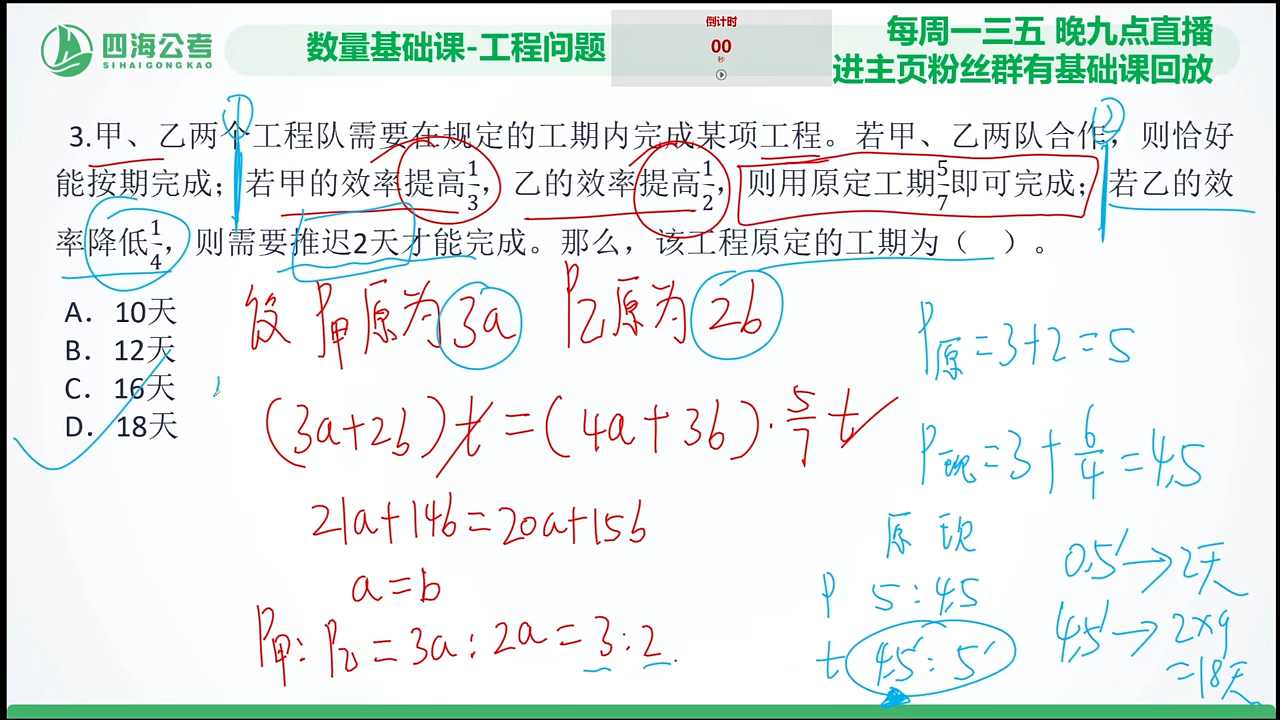 四海公考
SIHAIGONGKAO
数量基础课-工程问题
倒计时
00
秒
每周一三五 晚九点直播
进主页粉丝群有基础课回放
① ②
3.甲、乙两个工程队需要在规定的工期内完成某项工程。若甲、乙两队合作，则恰好
能按期完成；若甲的效率提高1/3，乙的效率提高1/2，则用原定工期5/7即可完成；若乙的效
率降低1/4，则需要推迟2天才能完成。那么，该工程原定的工期为（ ）。
A. 10天
B. 12天
C. 16天
D. 18天
设 P甲原为3a P乙原为2b
(3a+2b)t=(4a+3b)·5/7t
21a+14b=20a+15b
a=b
P甲:P乙=3a:2a=3:2.
P原=3+2=5
P现=3+6/4=4.5
原 现
P 5:4.5
t 4.5':5'
0.5'→2天
4.5'→2×9
=18天